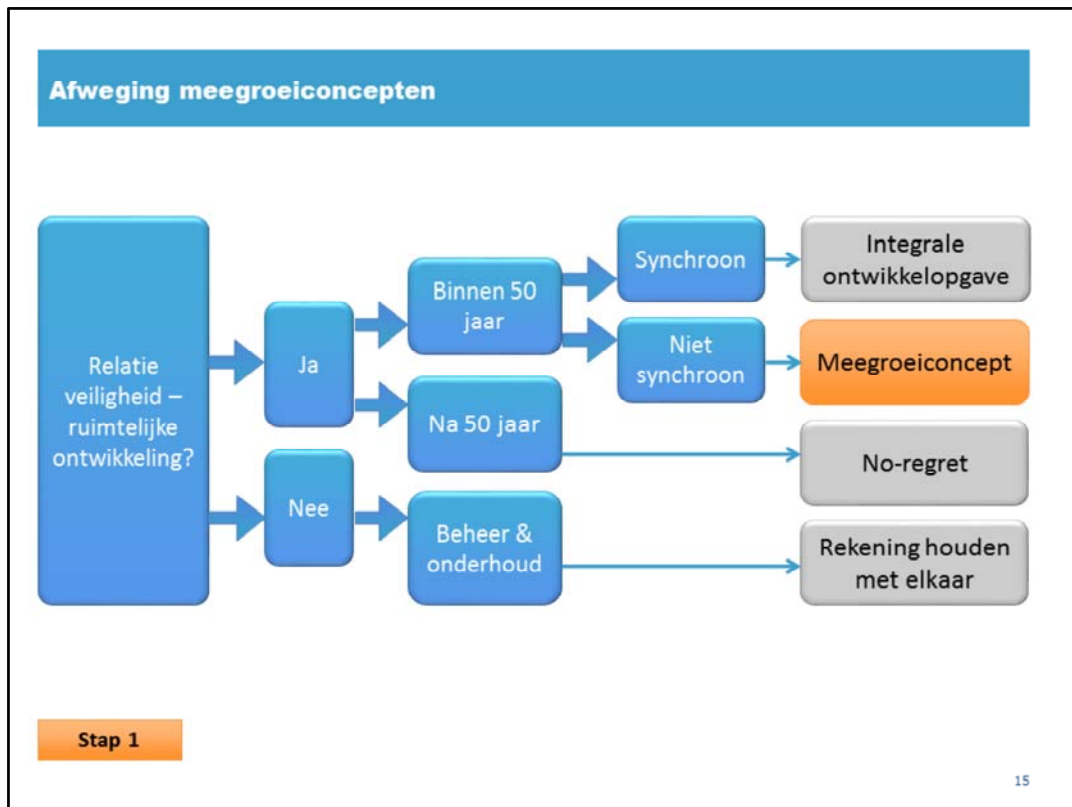 Afweging meegroeiconcepten
Relatie
veiligheid –
ruimtelijke
ontwikkeling?
Ja
Nee
Binnen 50
jaar
Na 50 jaar
Beheer &
onderhoud
Synchroon
Niet
synchroon
Integrale
ontwikkelopgave
Meegroeiconcept
No-regret
Rekening houden
met elkaar
Stap 1
15